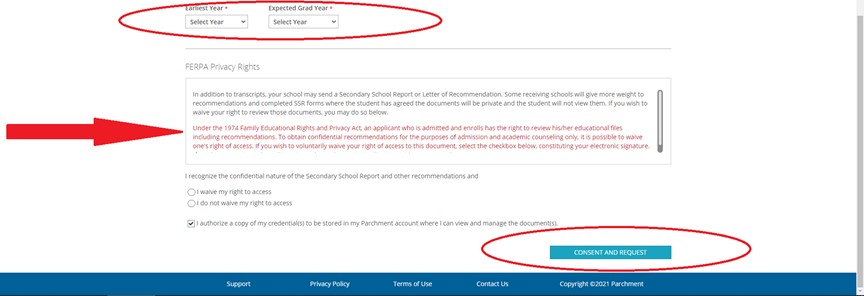 Earliest Year * Expected Grad Year *
Select Year Select Year
FERPA Privacy Rights
In addition to transcripts, your school may send a Secondary School Report or Letter of Recommendation. Some receiving schools will give more weight to
recommendations and completed SSR forms where the student has agreed the documents will be private and the student will not view them. If you wish to
waive your right to review those documents, you may do so below.
Under the 1974 Family Educational Rights and Privacy Act, an applicant who is admitted and enrolls has the right to review his/her educational files
including recommendations. To obtain confidential recommendations for the purposes of admission and academic counseling only, it is possible to waive
one's right of access. If you wish to voluntarily waive your right of access to this document, select the checkbox below, constituting your electronic signature.
I recognize the confidential nature of the Secondary School Report and other recommendations and
I waive my right to access
I do not waive my right to access
I authorize a copy of my credential(s) to be stored in my Parchment account where I can view and manage the document(s).
CONSENT AND REQUEST
Support Privacy Policy Terms of Use Contact Us Copyright ©2021 Parchment